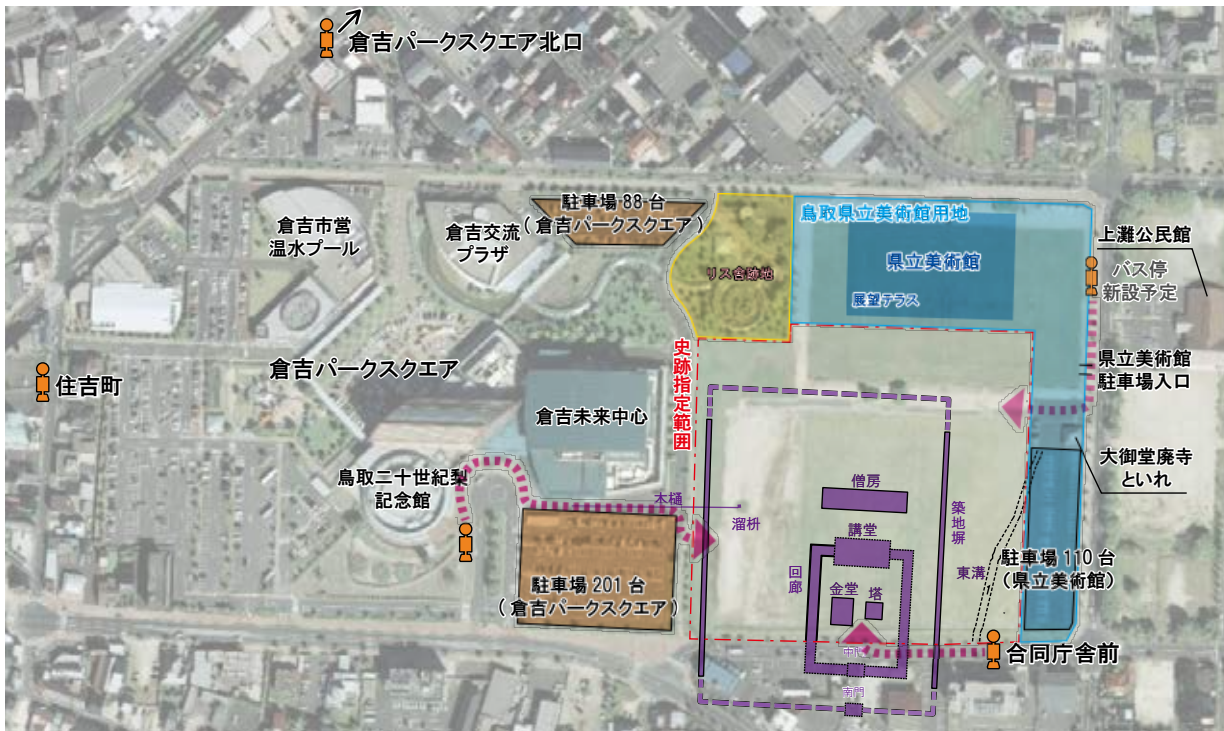 倉吉パークスクエア北口
駐車場 88 台
（倉吉パークスクエア）
鳥取県立美術館用地
倉吉市営
温水プール
倉吉交流
プラザ
県立美術館
上灘公民館
リス舎跡地
バス停
新設予定
展望テラス
史跡指定範囲
倉吉パークスクエア
県立美術館
駐車場入口
住吉町
倉吉未来中心
大御堂廃寺
といれ
鳥取二十世紀梨
記念館
僧房
木樋
溜枡
築地塀
講堂
回廊
東溝
駐車場 110 台
（県立美術館）
駐車場 201 台
（倉吉パークスクエア）
金堂
塔
中門
合同庁舎前
南門